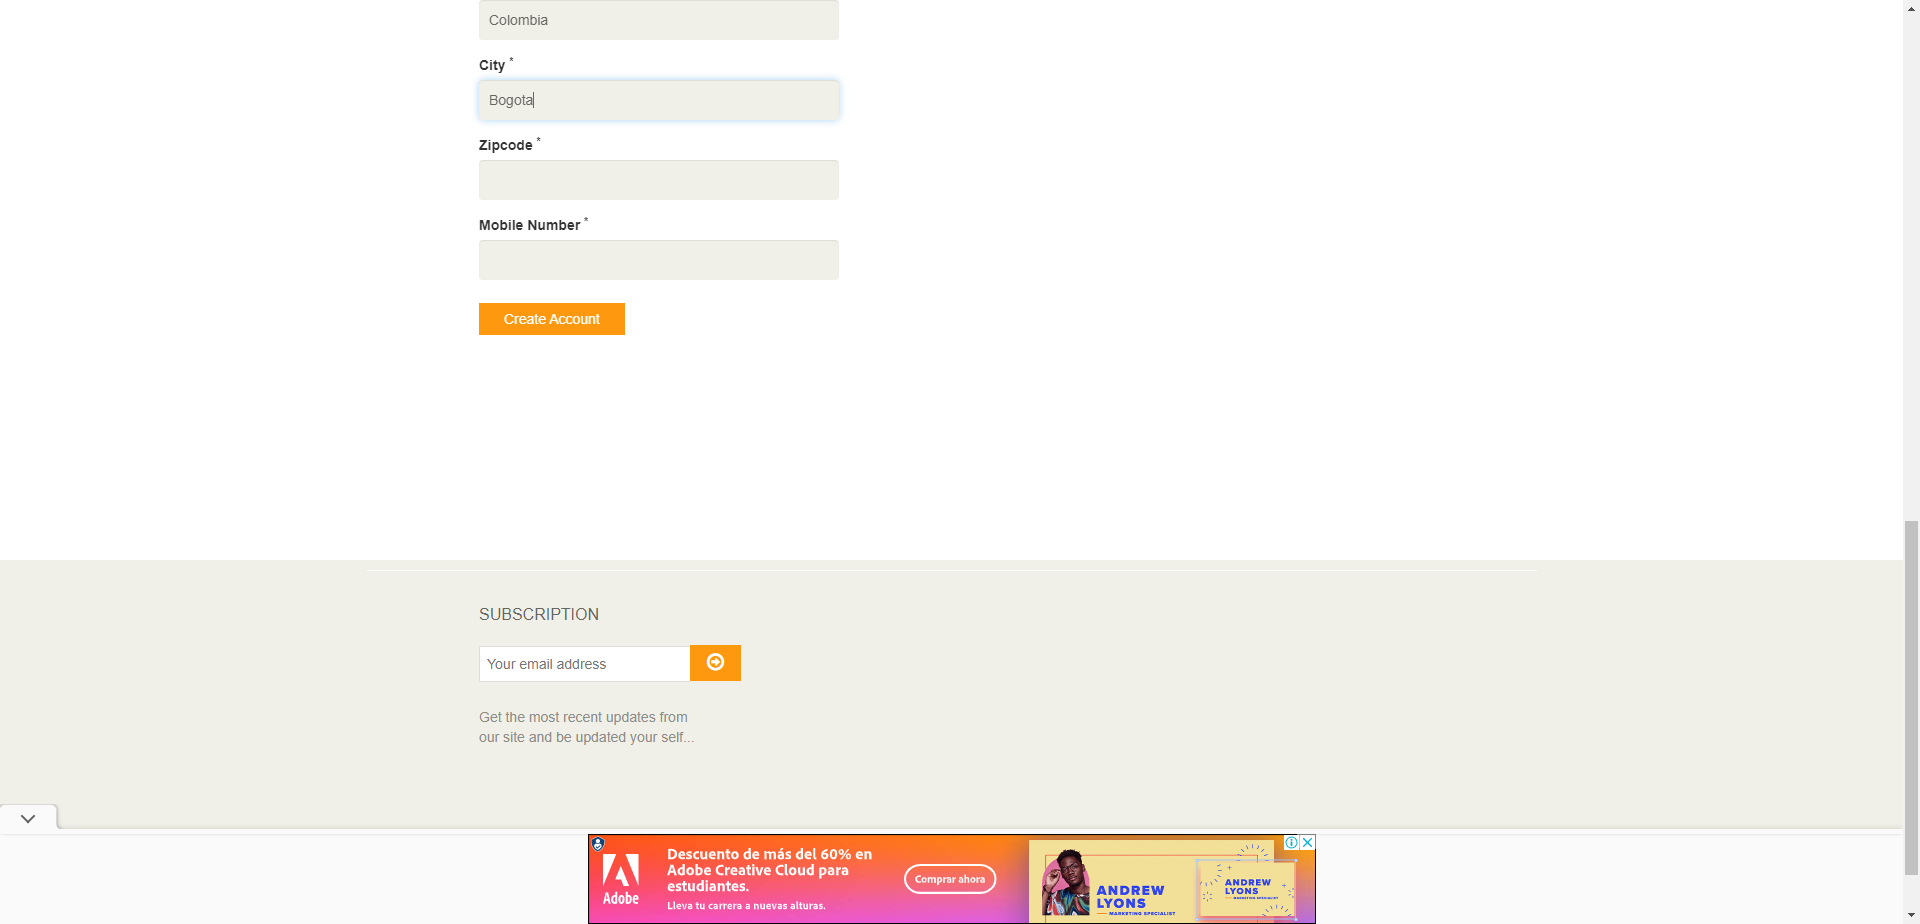 Colombia
City *
Bogota
Zipcode *
Mobile Number *
Create Account
SUBSCRIPTION
Your email address
Get the most recent updates from
our site and be updated your self...
Adobe
Descuento de más del 60% en
Adobe Creative Cloud para
estudiantes.
Lleva tu carrera a nuevas alturas.
Comprar ahora
ANDREW
LYONS
MARKETING SPECIALIST
ANDREW
LYONS
MARKETING SPECIALIST